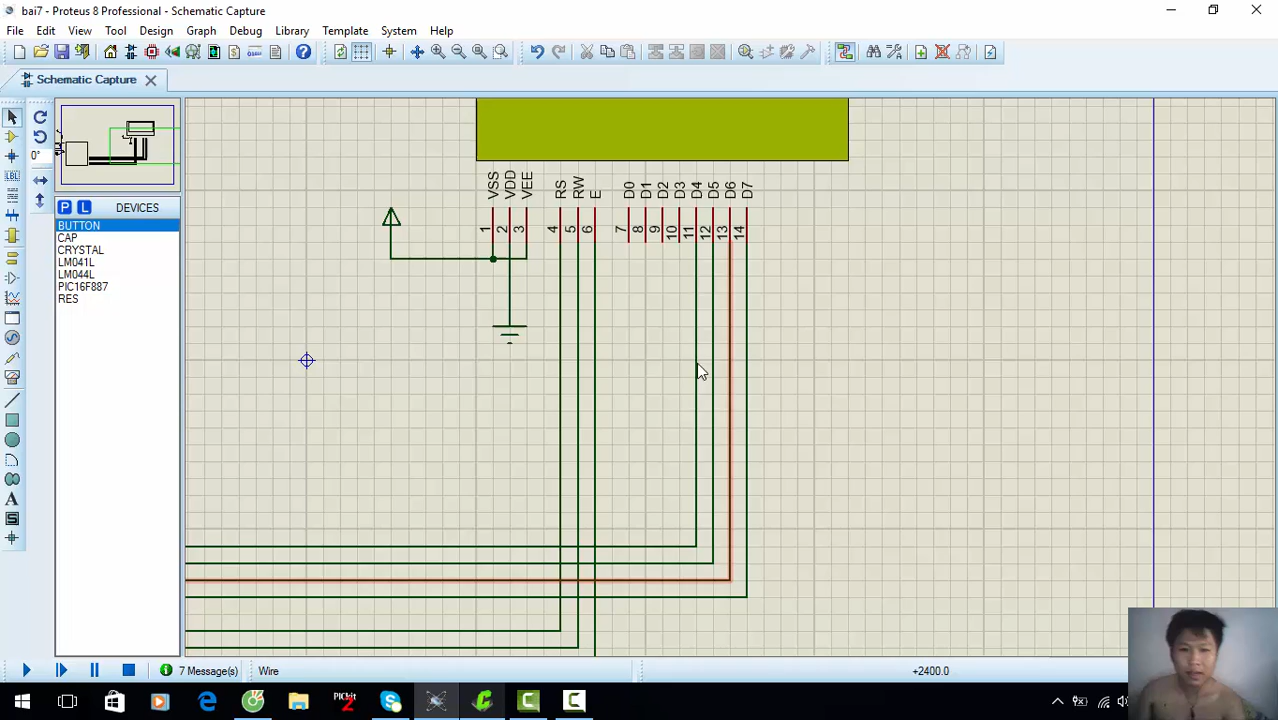 bai7 - Proteus 8 Professional - Schematic Capture
File Edit View Tool Design Graph Debug Library Template System Help
Schematic Capture
0°
LBL
P L DEVICES
BUTTON
CAP
CRYSTAL
LM041L
LM044L
PIC16F887
RES
A
S
VSS VDD VEE RS RW E D0 D1 D2 D3 D4 D5 D6 D7
1 2 3 4 5 6 7 8 9 10 11 12 13 14
7 Message(s) Wire +2400.0
PICkit
2